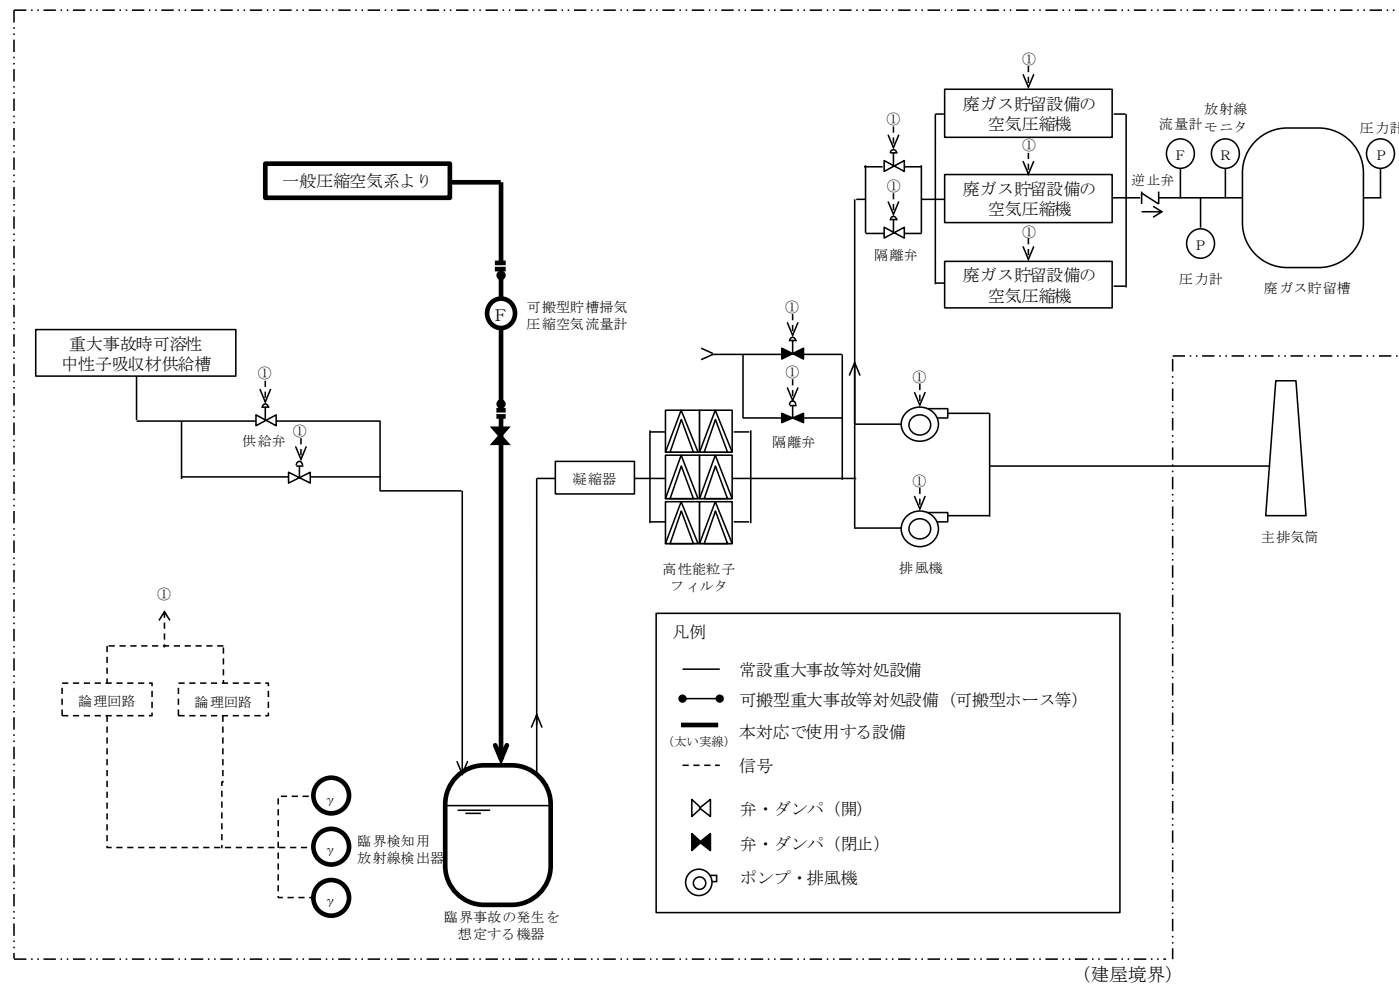 ①
廃ガス貯留設備の
空気圧縮機
①
廃ガス貯留設備の
空気圧縮機
①
廃ガス貯留設備の
空気圧縮機
①
①
隔離弁
流量計
F
放射線
モニタ
R
圧力計
P
逆止弁
P
圧力計
廃ガス貯留槽
一般圧縮空気系より
F
可搬型貯槽掃気
圧縮空気流量計
重大事故時可溶性
中性子吸収材供給槽
①
供給弁
①
①
①
隔離弁
①
①
排風機
凝縮器
高性能粒子
フィルタ
主排気筒
①
論理回路
論理回路
γ
γ
γ
臨界検知用
放射線検出器
臨界事故の発生を
想定する機器
凡例
常設重大事故等対処設備
可搬型重大事故等対処設備（可搬型ホース等）
（太い実線）
本対応で使用する設備
信号
弁・ダンパ（開）
弁・ダンパ（閉止）
ポンプ・排風機
（建屋境界）